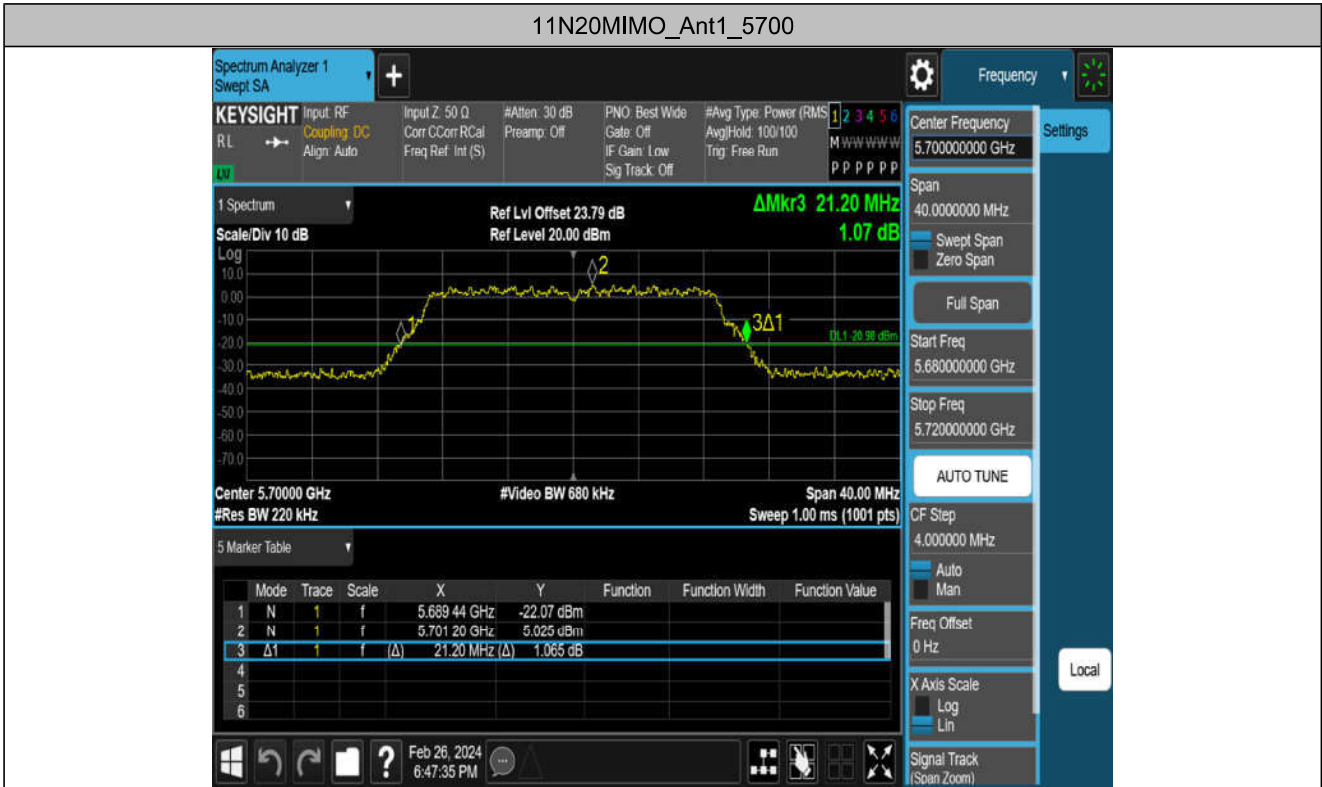 11N20MIMO_Ant1_5700
Spectrum Analyzer 1
Swept SA
Frequency
KEYSIGHT
RL
LXI
Input: RF
Coupling: DC
Align: Auto
Input Z: 50 Ω
Corr CCorr RCal
Freq Ref: Int (S)
#Atten: 30 dB
Preamp: Off
PNO: Best Wide
Gate: Off
IF Gain: Low
Sig Track: Off
#Avg Type: Power (RMS
Avg|Hold: 100/100
Trig: Free Run
1 2 3 4 5 6
M W W W W W
P P P P P P
1 Spectrum
Scale/Div 10 dB
Ref Lvl Offset 23.79 dB
Ref Level 20.00 dBm
ΔMkr3 21.20 MHz
1.07 dB
Log
10.0
0.00
-10.0
-20.0
-30.0
-40.0
-50.0
-60.0
-70.0
1
2
3Δ1
DL1 -20.98 dBm
Center 5.70000 GHz
#Video BW 680 kHz
Span 40.00 MHz
#Res BW 220 kHz
Sweep 1.00 ms (1001 pts)
5 Marker Table
Mode Trace Scale X Y Function Function Width Function Value
1 N 1 f 5.689 44 GHz -22.07 dBm
2 N 1 f 5.701 20 GHz 5.025 dBm
3 Δ1 1 f (Δ) 21.20 MHz (Δ) 1.065 dB
4
5
6
Feb 26, 2024
6:47:35 PM
Center Frequency
5.700000000 GHz
Settings
Span
40.0000000 MHz
Swept Span
Zero Span
Full Span
Start Freq
5.680000000 GHz
Stop Freq
5.720000000 GHz
AUTO TUNE
CF Step
4.000000 MHz
Auto
Man
Freq Offset
0 Hz
Local
X Axis Scale
Log
Lin
Signal Track
(Span Zoom)